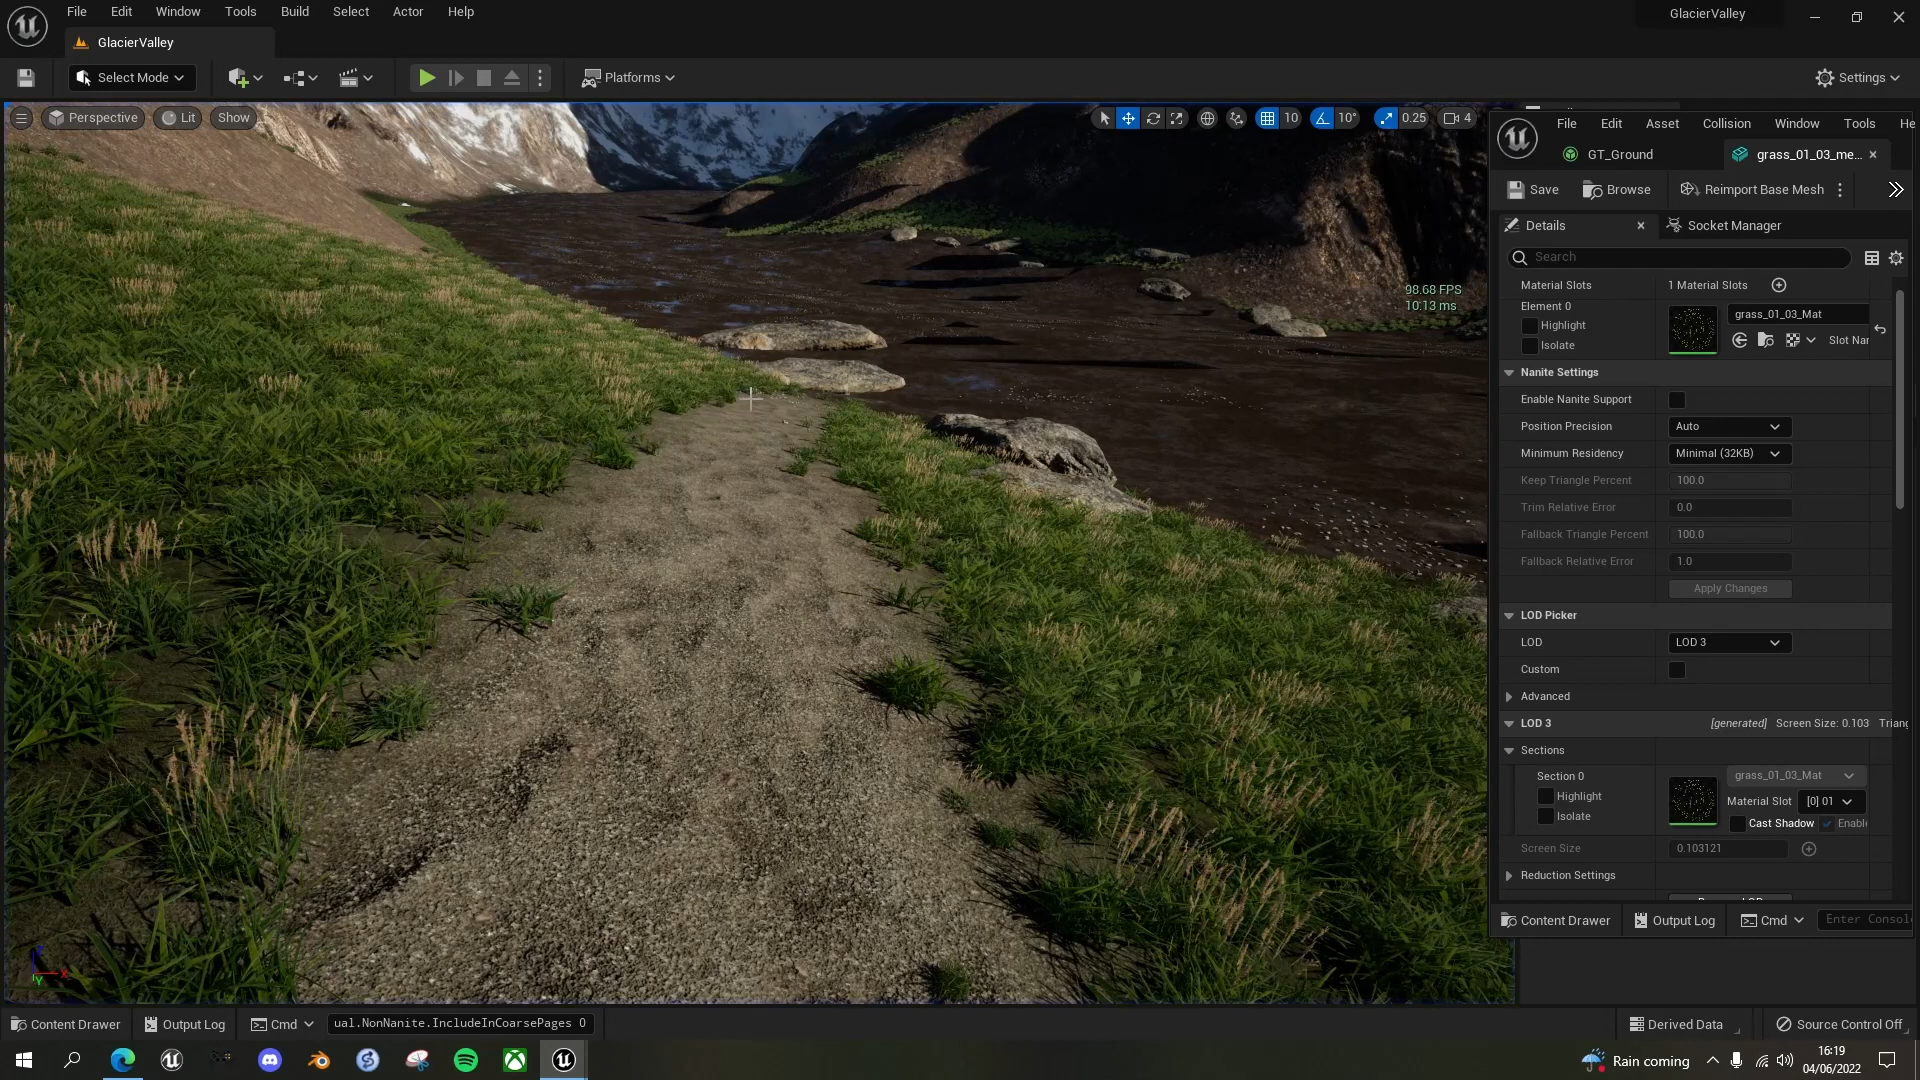 File Edit Window Tools Build Select Actor Help
GlacierValley
GlacierValley
Select Mode
Platforms
Settings
Perspective
Lit
Show
10
10°
0.25
4
98.68 FPS
10.13 ms
File Edit Asset Collision Window Tools He
GT_Ground
grass_01_03_me...
Save
Browse
Reimport Base Mesh
Details
Socket Manager
Search
Material Slots
1 Material Slots
Element 0
Highlight
Isolate
grass_01_03_Mat
Slot Nar
Nanite Settings
Enable Nanite Support
Position Precision
Auto
Minimum Residency
Minimal (32KB)
Keep Triangle Percent
100.0
Trim Relative Error
0.0
Fallback Triangle Percent
100.0
Fallback Relative Error
1.0
Apply Changes
LOD Picker
LOD
LOD 3
Custom
Advanced
LOD 3
[generated] Screen Size: 0.103 Triang
Sections
Section 0
Highlight
Isolate
grass_01_03_Mat
Material Slot
[0] 01
Cast Shadow
Enable
Screen Size
0.103121
Reduction Settings
Content Drawer
Output Log
Cmd
Enter Consol
X
Y
Content Drawer
Output Log
Cmd
ual.NonNanite.IncludeInCoarsePages 0
Derived Data
Source Control Off
Rain coming
16:19
04/06/2022